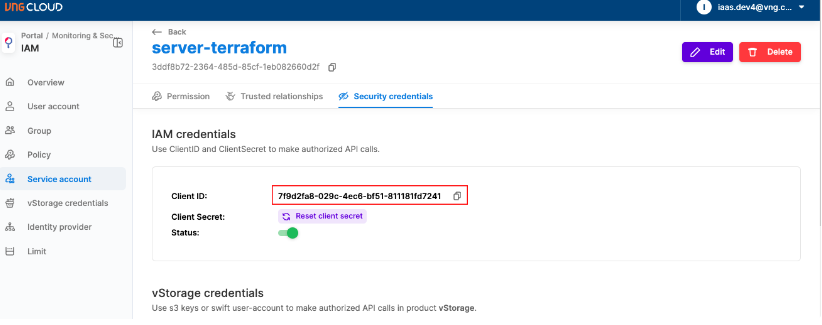 VNG CLOUD
I
iaas.dev4@vng.c...
Portal / Monitoring & Sec
IAM
Overview
User account
Group
Policy
Service account
vStorage credentials
Identity provider
Limit
Back
server-terraform
3ddf8b72-2364-485d-85cf-1eb082660d2f
Edit
Delete
Permission
Trusted relationships
Security credentials
IAM credentials
Use ClientID and ClientSecret to make authorized API calls.
Client ID: 7f9d2fa8-029c-4ec6-bf51-811181fd7241
Client Secret: Reset client secret
Status:
vStorage credentials
Use s3 keys or swift user-account to make authorized API calls in product vStorage.